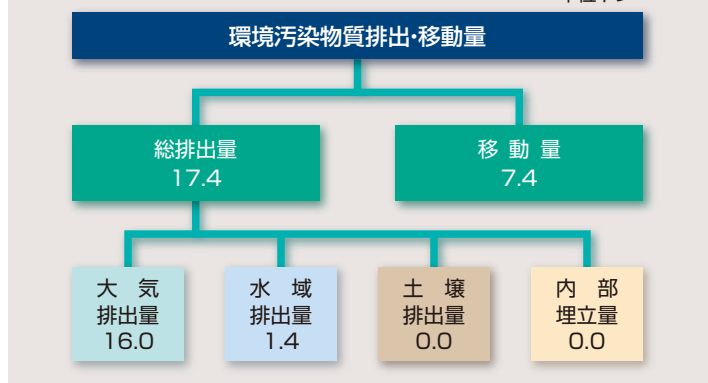 環境汚染物質排出・移動量
総排出量
17.4
移 動 量
7.4
大 気
排出量
16.0
水 域
排出量
1.4
土 壌
排出量
0.0
内 部
埋立量
0.0